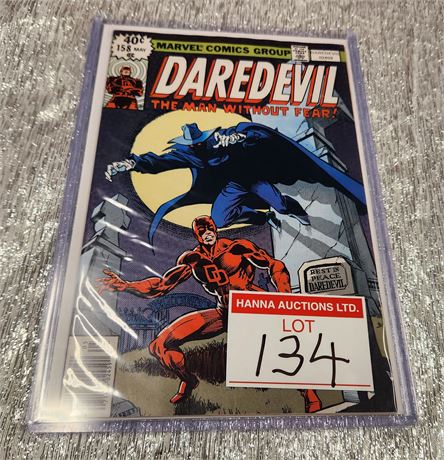 40¢
158 MAY
MARVEL COMICS GROUP
DAREDEVIL
THE MAN WITHOUT FEAR!
DD
REST IN
PEACE
DAREDEVIL
HANNA AUCTIONS LTD.
LOT
134